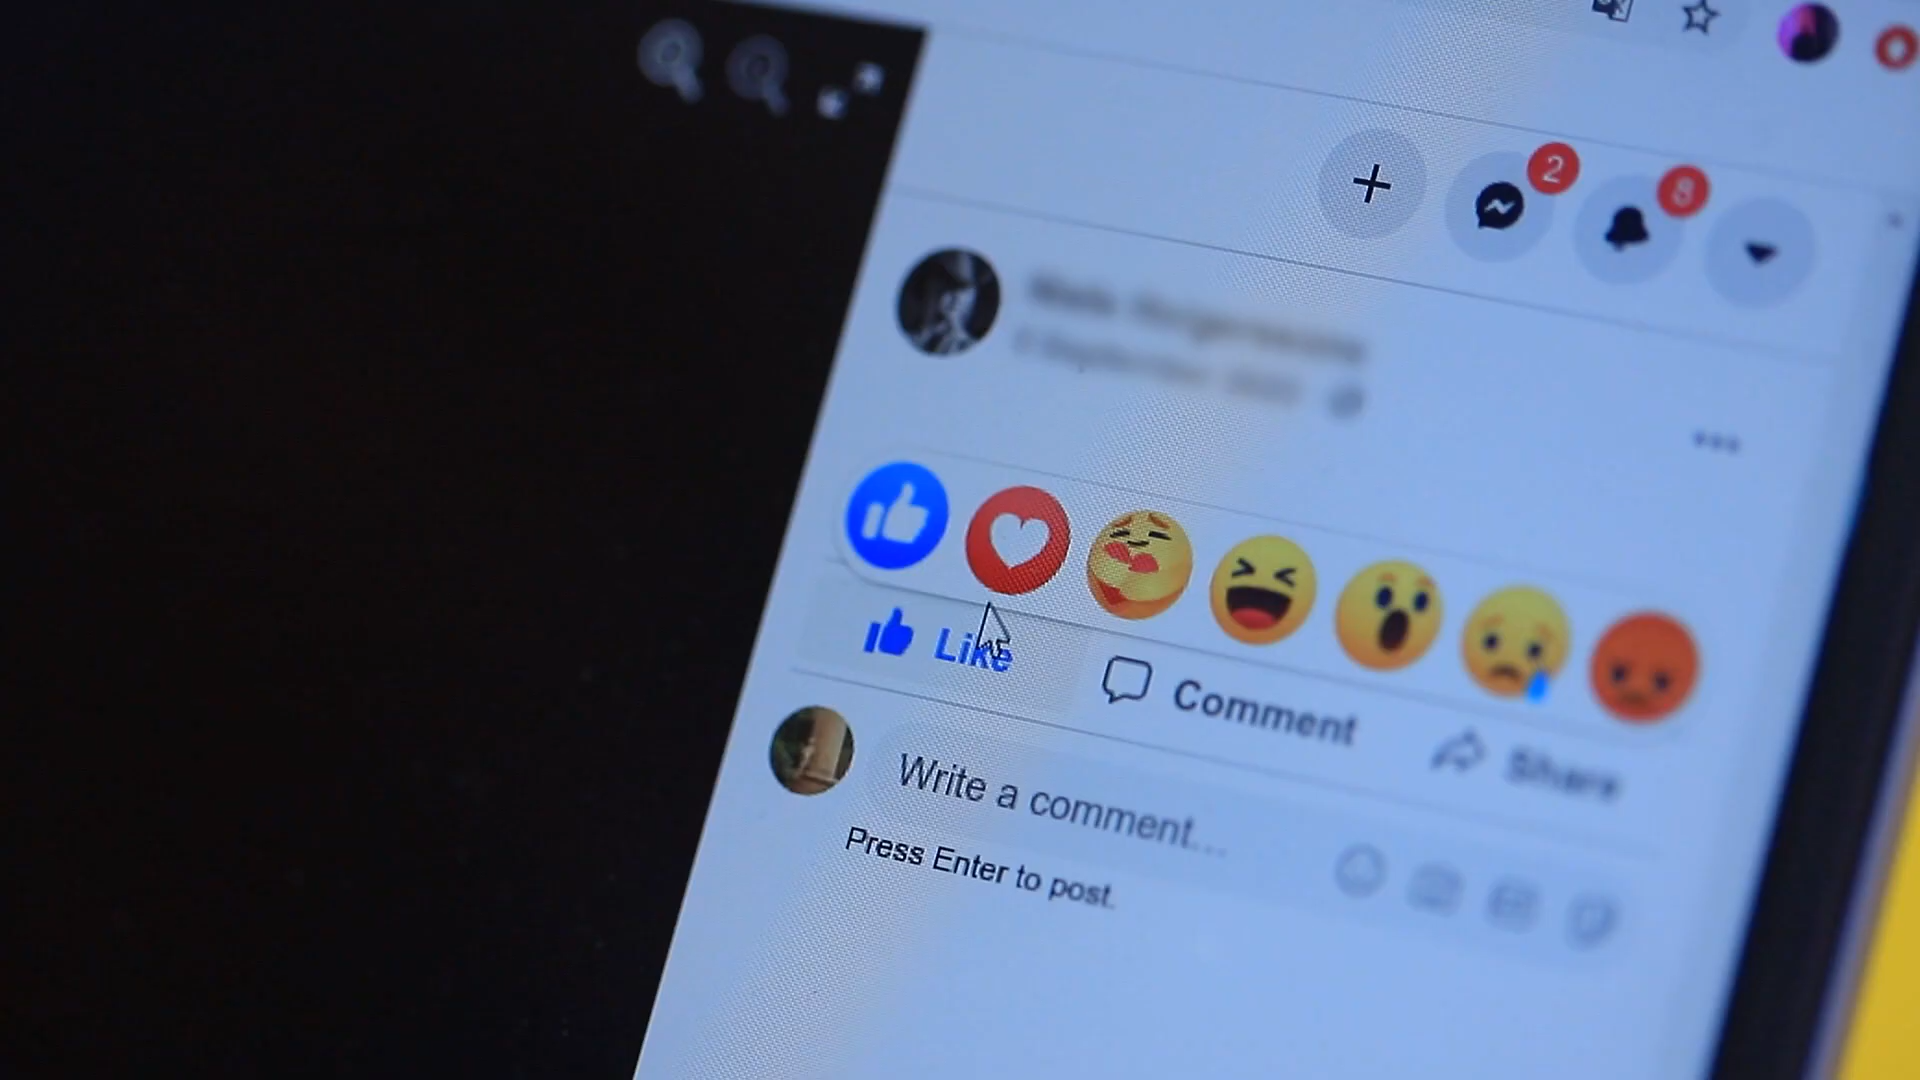 2
8
Like
Comment
Share
Write a comment...
Press Enter to post.